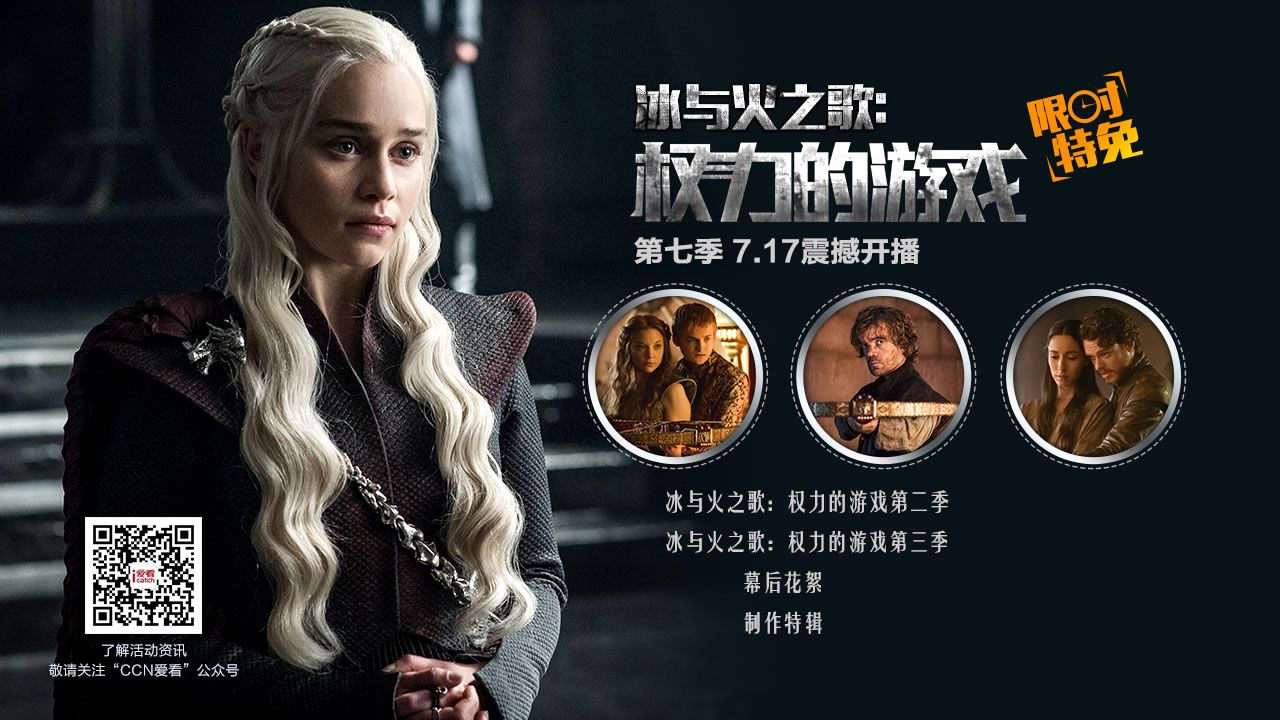 冰与火之歌:
权力的游戏
限时
特免
第七季 7.17震撼开播
冰与火之歌：权力的游戏第二季
冰与火之歌：权力的游戏第三季
幕后花絮
制作特辑
i爱看
catch
了解活动资讯
敬请关注“CCN爱看”公众号